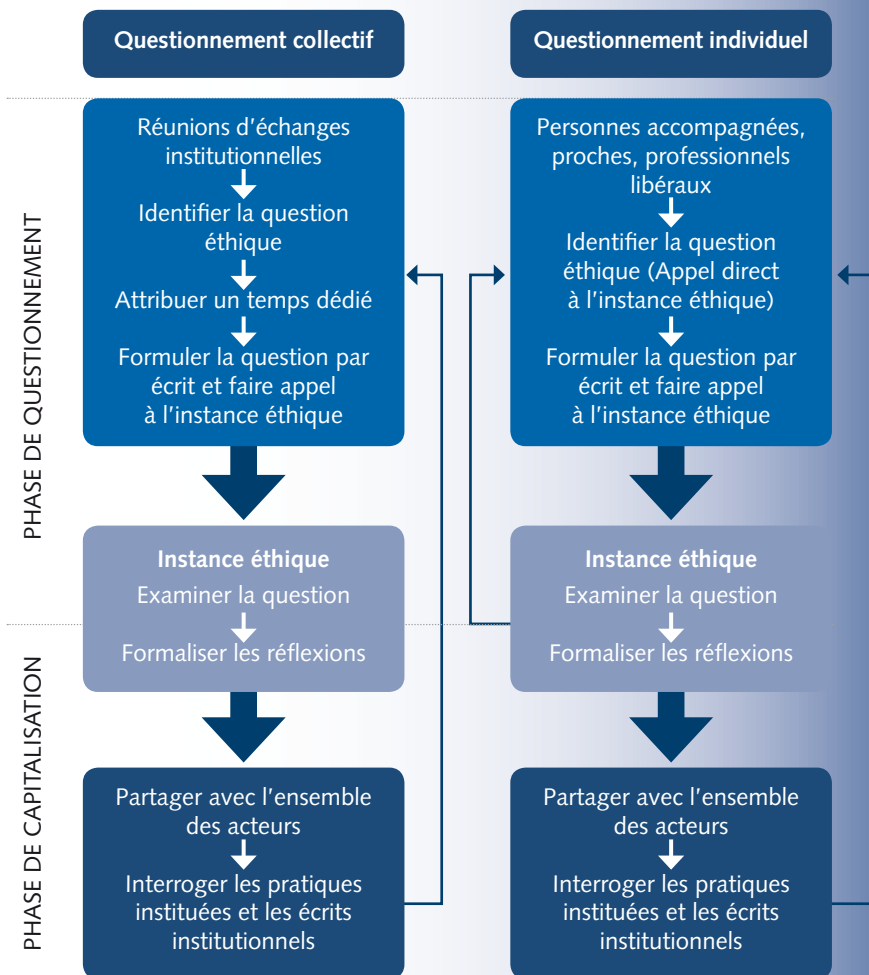 Questionnement collectif
Questionnement individuel
PHASE DE QUESTIONNEMENT
Réunions d'échanges
institutionnelles
Identifier la question
éthique
Attribuer un temps dédié
Formuler la question par
écrit et faire appel
à l'instance éthique
Personnes accompagnées,
proches, professionnels
libéraux
Identifier la question
éthique (Appel direct
à l'instance éthique)
Formuler la question par
écrit et faire appel
à l'instance éthique
Instance éthique
Examiner la question
Formaliser les réflexions
Instance éthique
Examiner la question
Formaliser les réflexions
PHASE DE CAPITALISATION
Partager avec l'ensemble
des acteurs
Interroger les pratiques
instituées et les écrits
institutionnels
Partager avec l'ensemble
des acteurs
Interroger les pratiques
instituées et les écrits
institutionnels